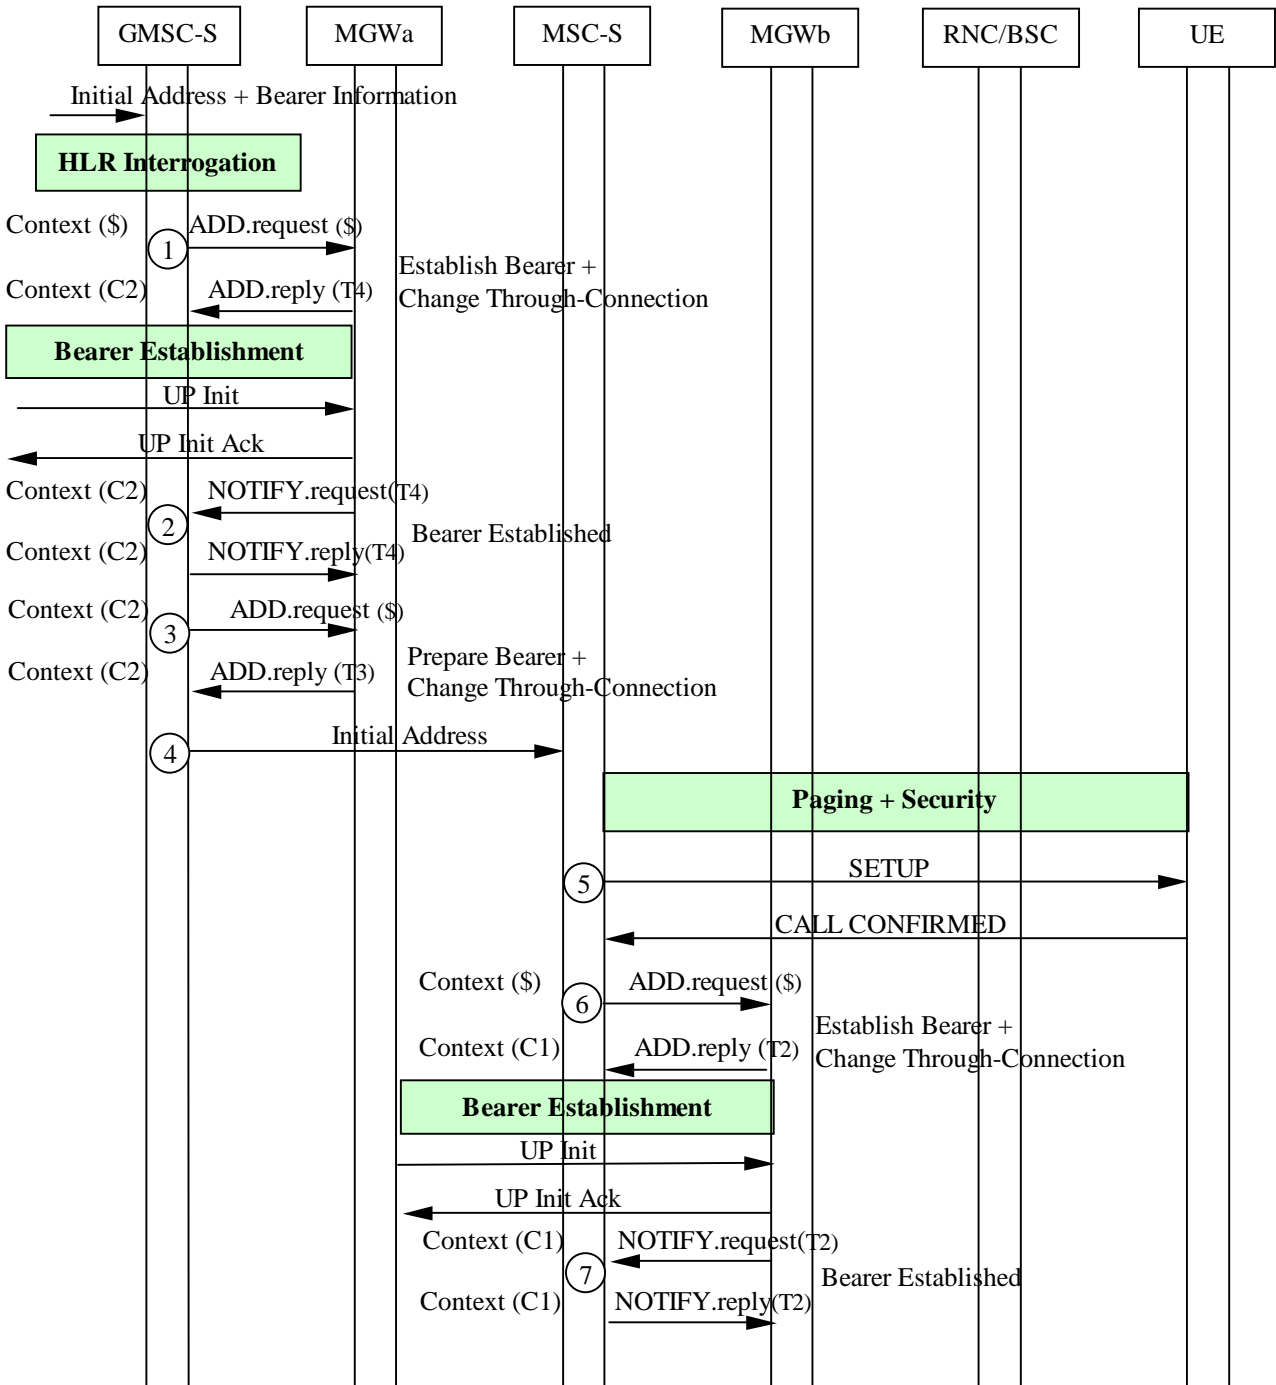 GMSC-S MGWa MSC-S MGWb RNC/BSC UE
Initial Address + Bearer Information
HLR Interrogation
Context ($) ADD.request ($)
1
Establish Bearer +
Context (C2) ADD.reply (T4)
Change Through-Connection
Bearer Establishment
UP Init
UP Init Ack
Context (C2) NOTIFY.request(T4)
2
Bearer Established
Context (C2) NOTIFY.reply(T4)
Context (C2) ADD.request ($)
3
Prepare Bearer +
Context (C2) ADD.reply (T3)
Change Through-Connection
Initial Address
4
Paging + Security
SETUP
5
CALL CONFIRMED
Context ($) ADD.request ($)
6
Establish Bearer +
Context (C1) ADD.reply (T2)
Change Through-Connection
Bearer Establishment
UP Init
UP Init Ack
Context (C1) NOTIFY.request(T2)
7
Bearer Established
Context (C1) NOTIFY.reply(T2)